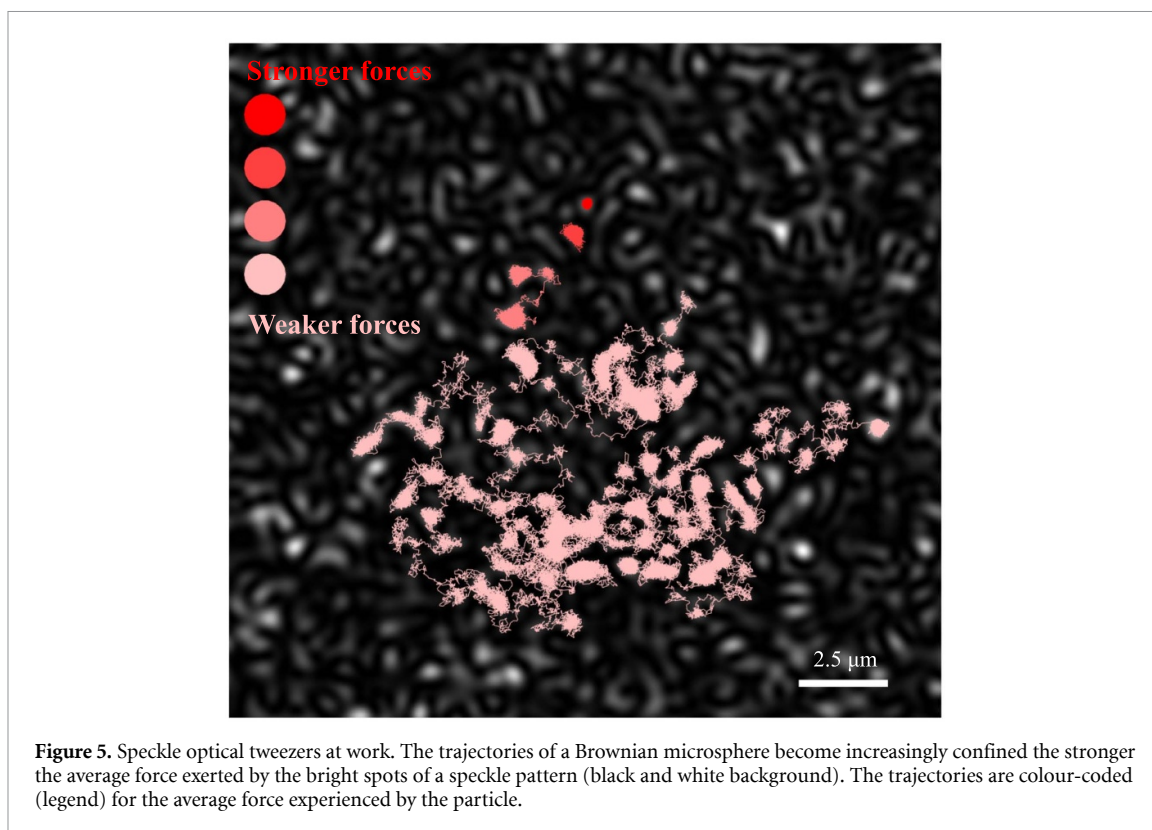 Stronger forces
Weaker forces
2.5 μm
Figure 5. Speckle optical tweezers at work. The trajectories of a Brownian microsphere become increasingly confined the stronger
the average force exerted by the bright spots of a speckle pattern (black and white background). The trajectories are colour-coded
(legend) for the average force experienced by the particle.